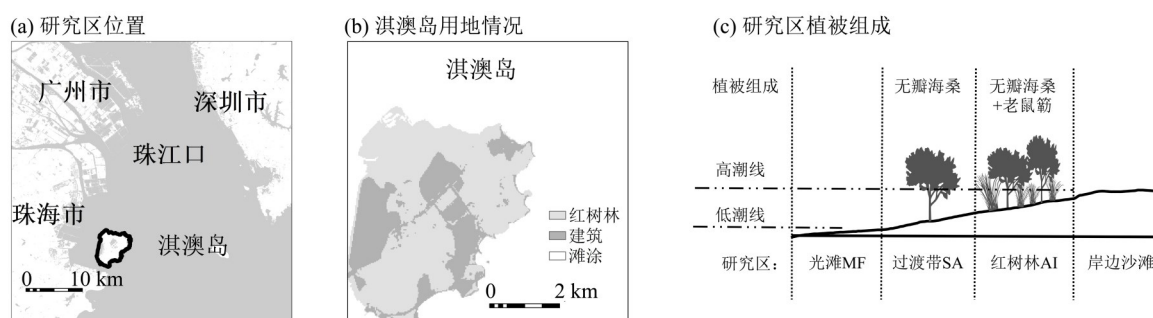 (a) 研究区位置
广州市
深圳市
珠江口
珠海市
淇澳岛
0 10 km
(b) 淇澳岛用地情况
淇澳岛
红树林
建筑
滩涂
0 2 km
(c) 研究区植被组成
植被组成
无瓣海桑
无瓣海桑
+老鼠簕
高潮线
低潮线
研究区: 光滩MF 过渡带SA 红树林AI 岸边沙滩